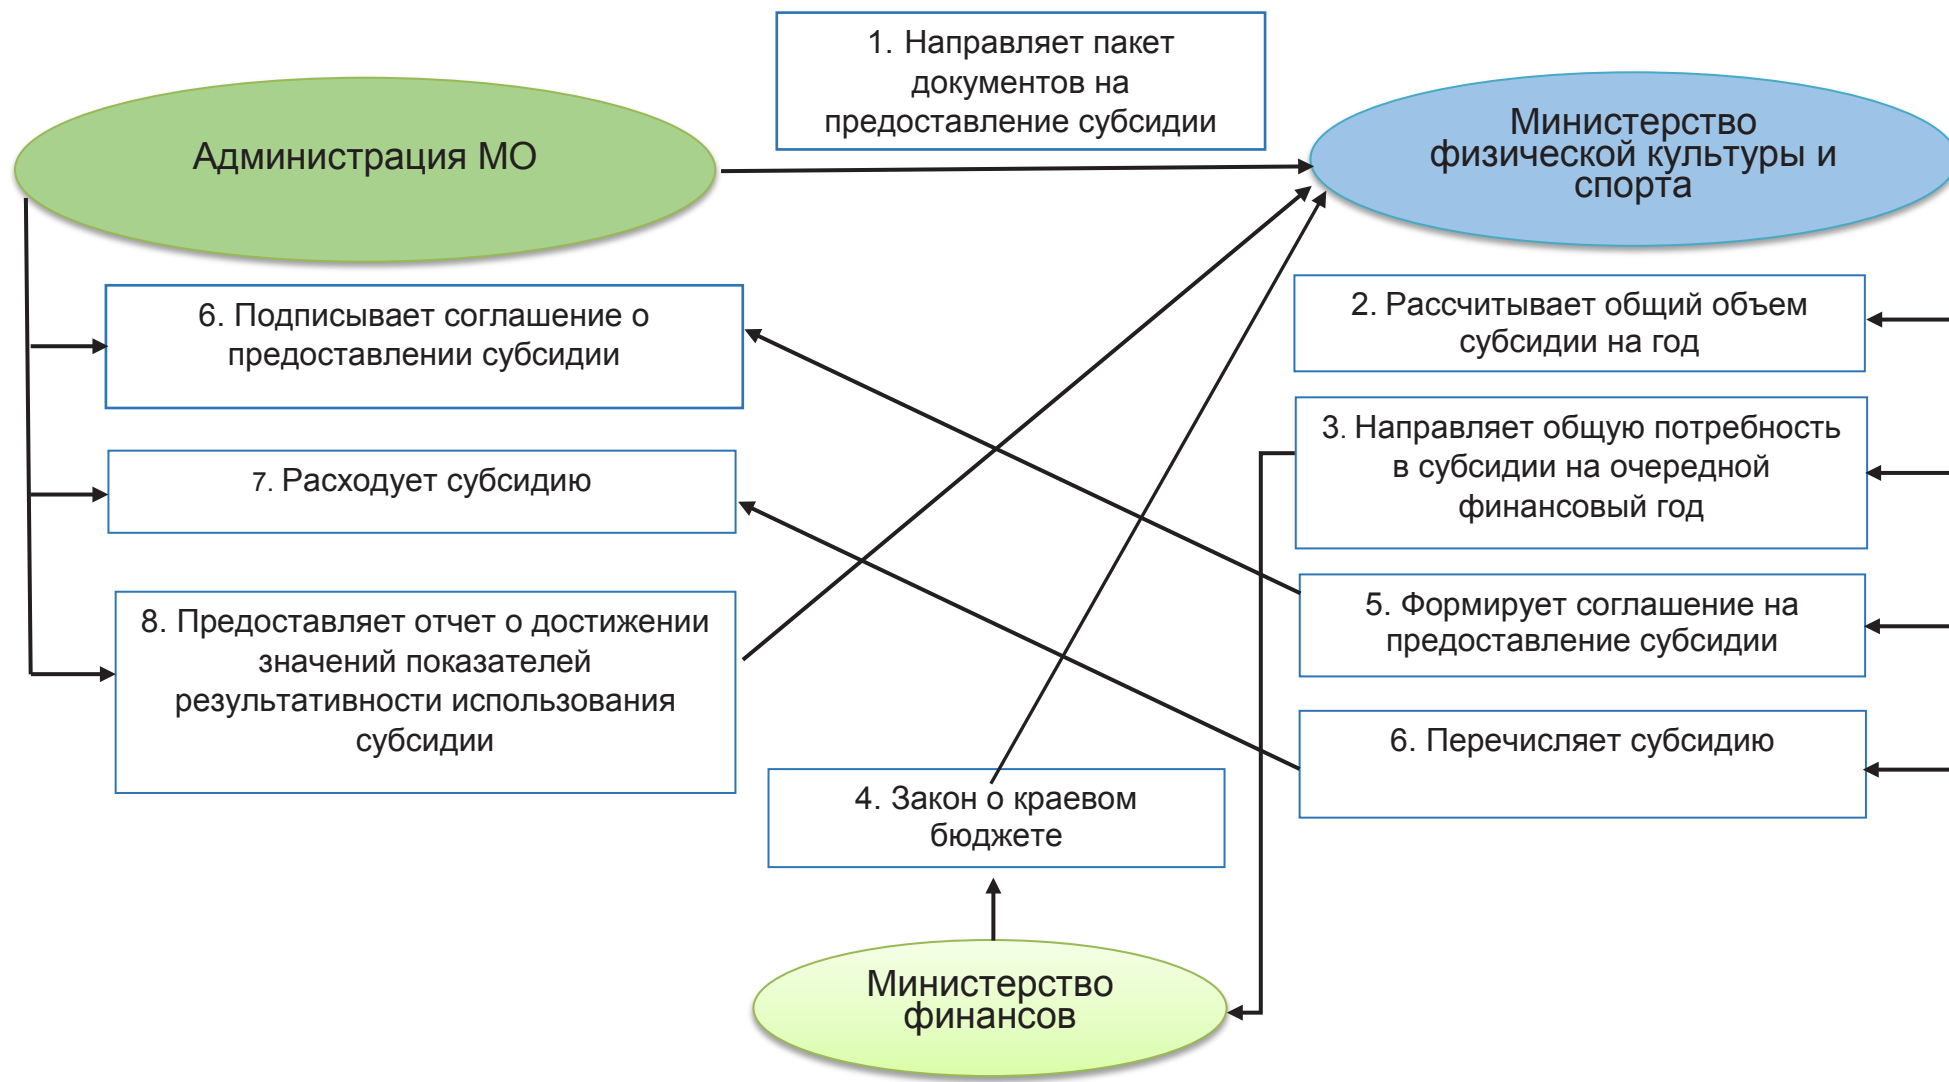 1. Направляет пакет
документов на
предоставление субсидии
Администрация МО
Министерство
физической культуры и
спорта
6. Подписывает соглашение о
предоставлении субсидии
2. Рассчитывает общий объем
субсидии на год
3. Направляет общую потребность
в субсидии на очередной
финансовый год
7. Расходует субсидию
5. Формирует соглашение на
предоставление субсидии
8. Предоставляет отчет о достижении
значений показателей
результативности использования
субсидии
6. Перечисляет субсидию
4. Закон о краевом
бюджете
Министерство
финансов